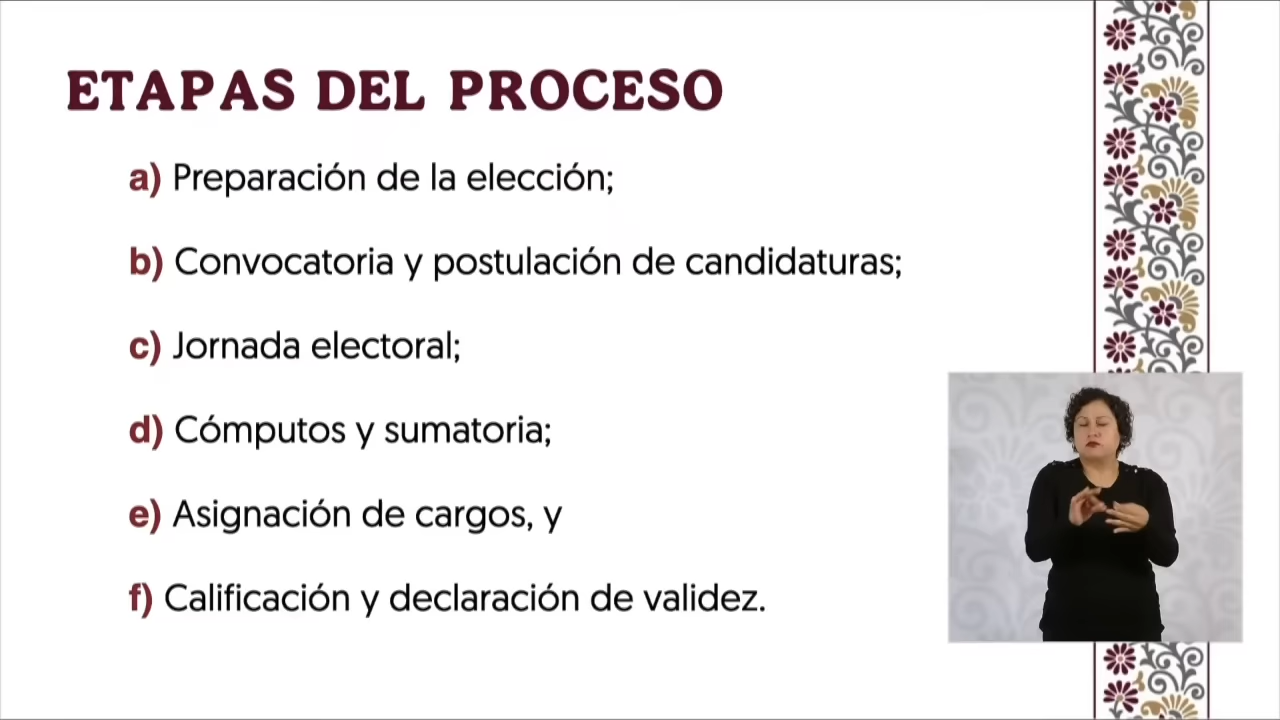 ETAPAS DEL PROCESO
a) Preparación de la elección;
b) Convocatoria y postulación de candidaturas;
c) Jornada electoral;
d) Cómputos y sumatoria;
e) Asignación de cargos, y
f) Calificación y declaración de validez.